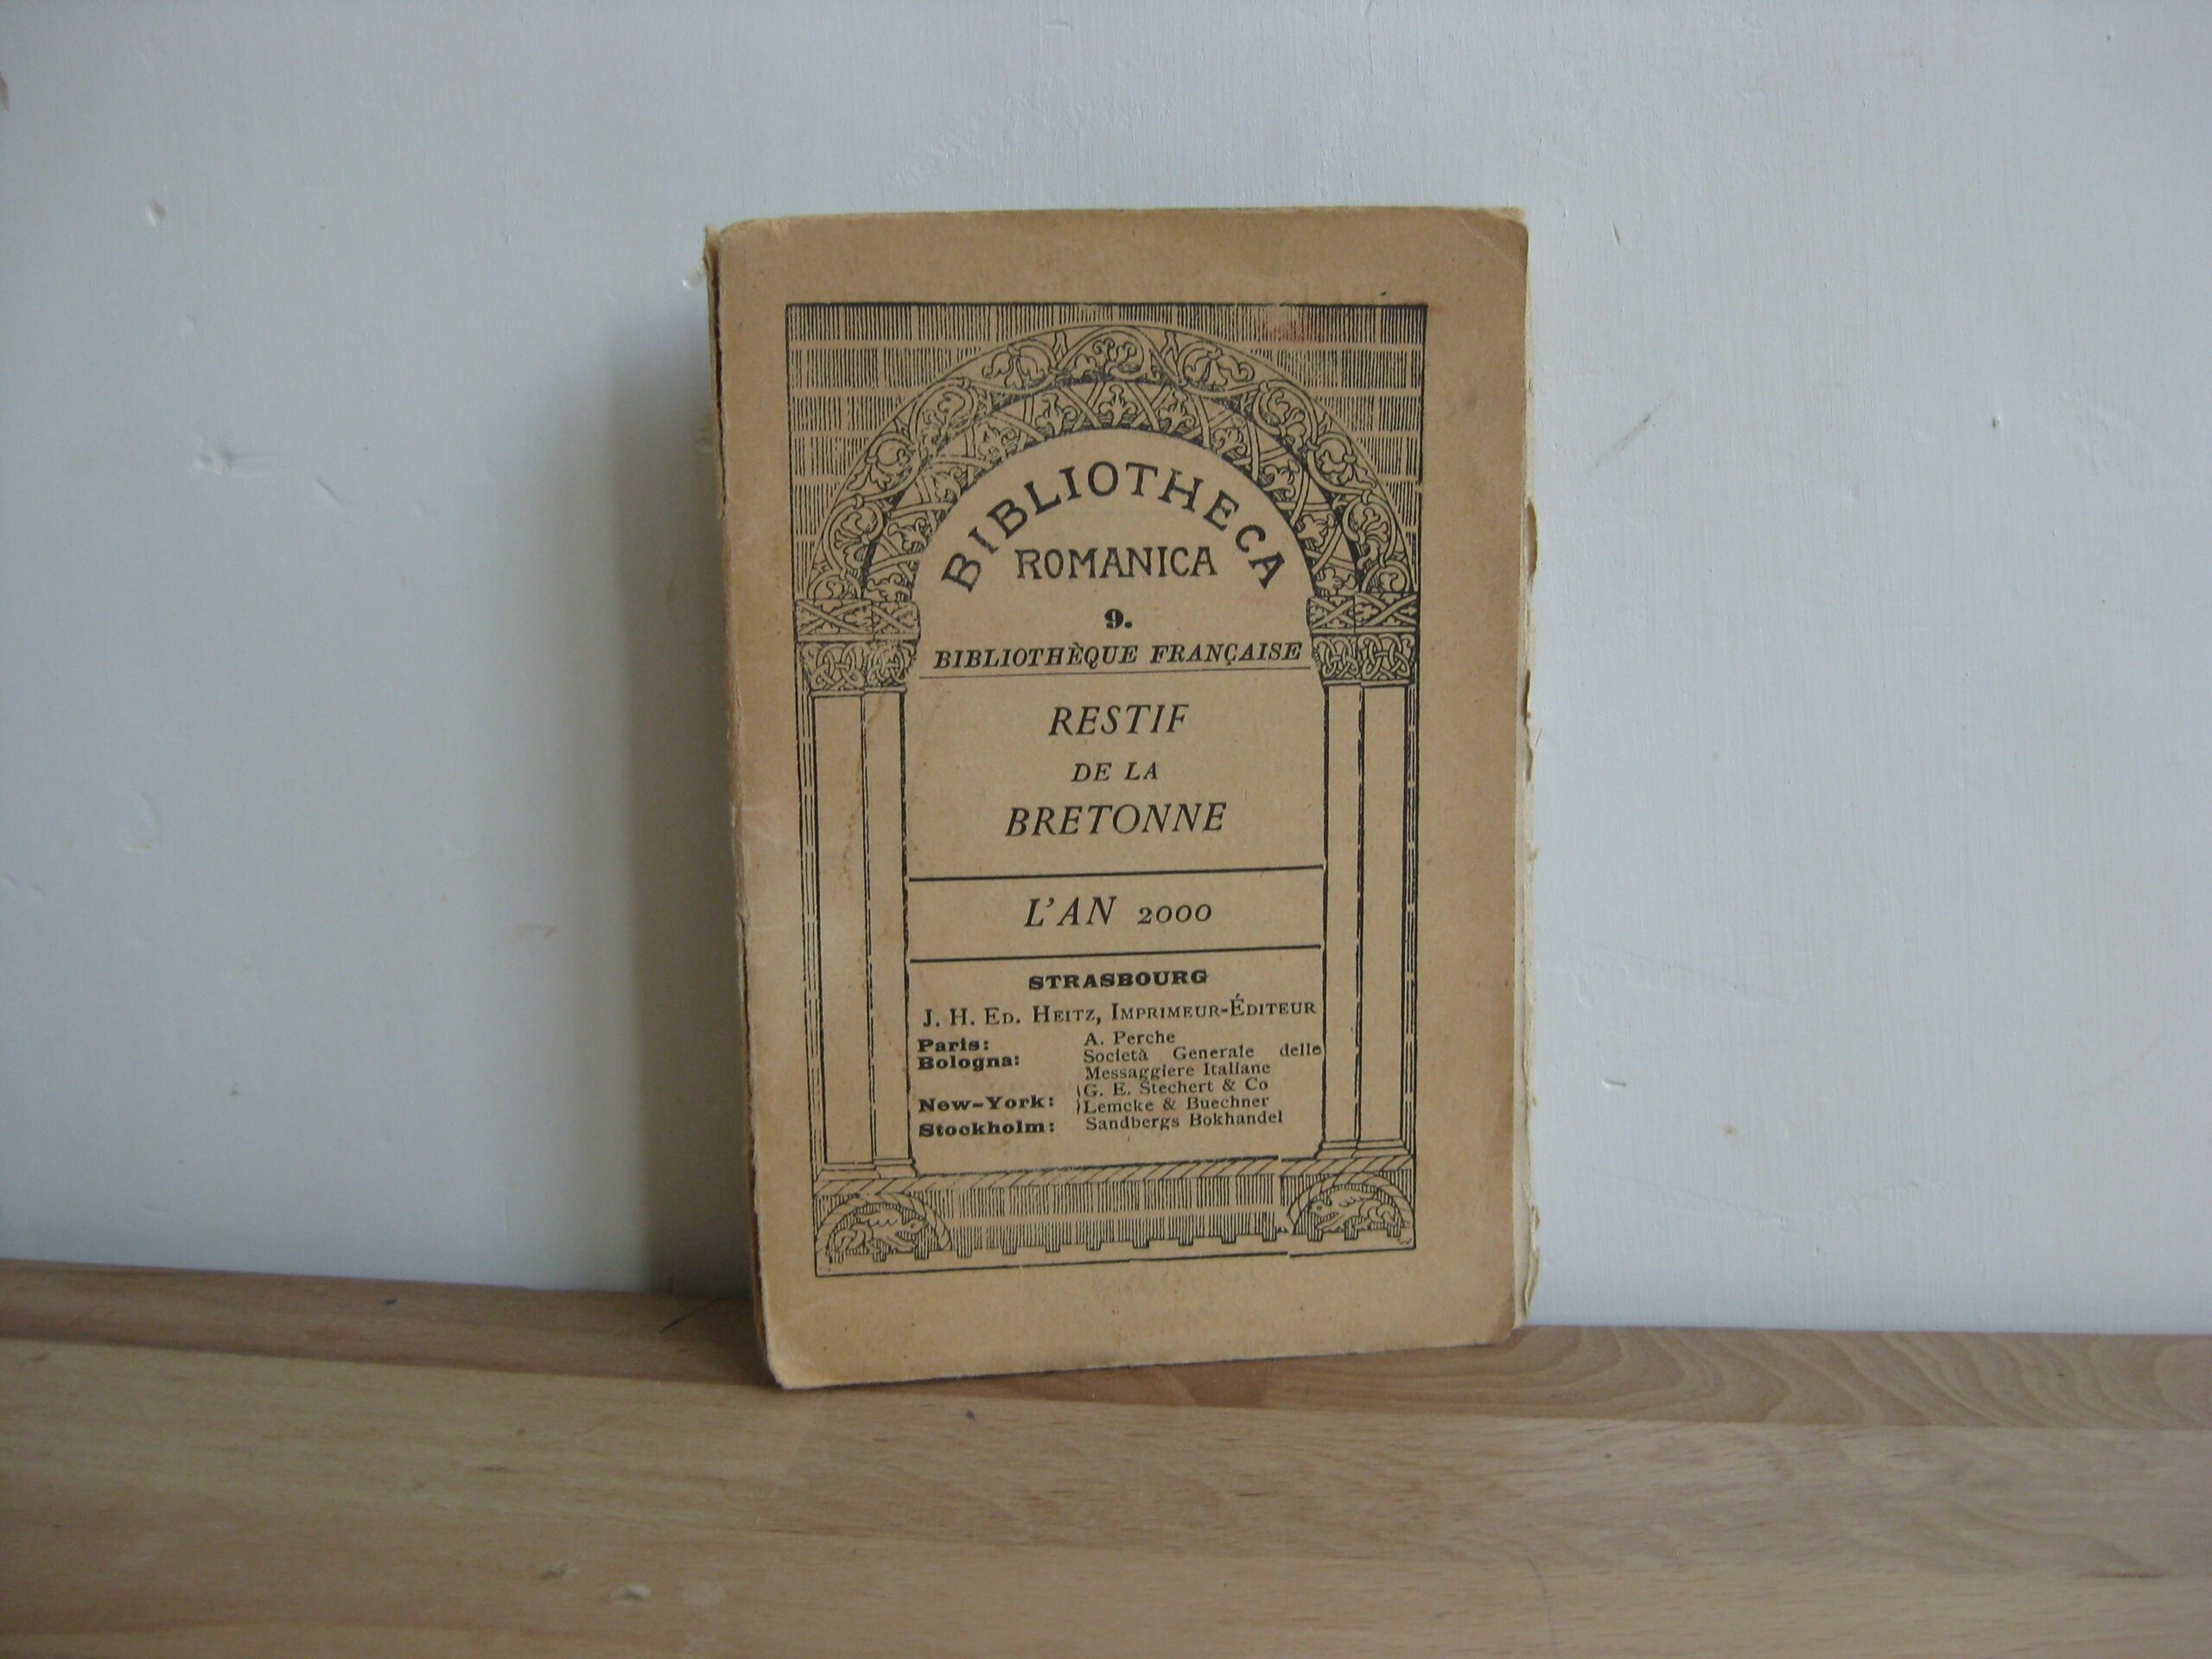 BIBLIOTHECA
ROMANICA
9.
BIBLIOTHÈQUE FRANÇAISE
RESTIF
DE LA
BRETONNE
L'AN 2000
STRASBOURG
J. H. ED. HEITZ, IMPRIMEUR-ÉDITEUR
Paris: A. Perche
Bologna: Società Generale delle
Messaggiere Italiane
New-York: G. E. Stechert & Co
Lemcke & Buechner
Stockholm: Sandbergs Bokhandel